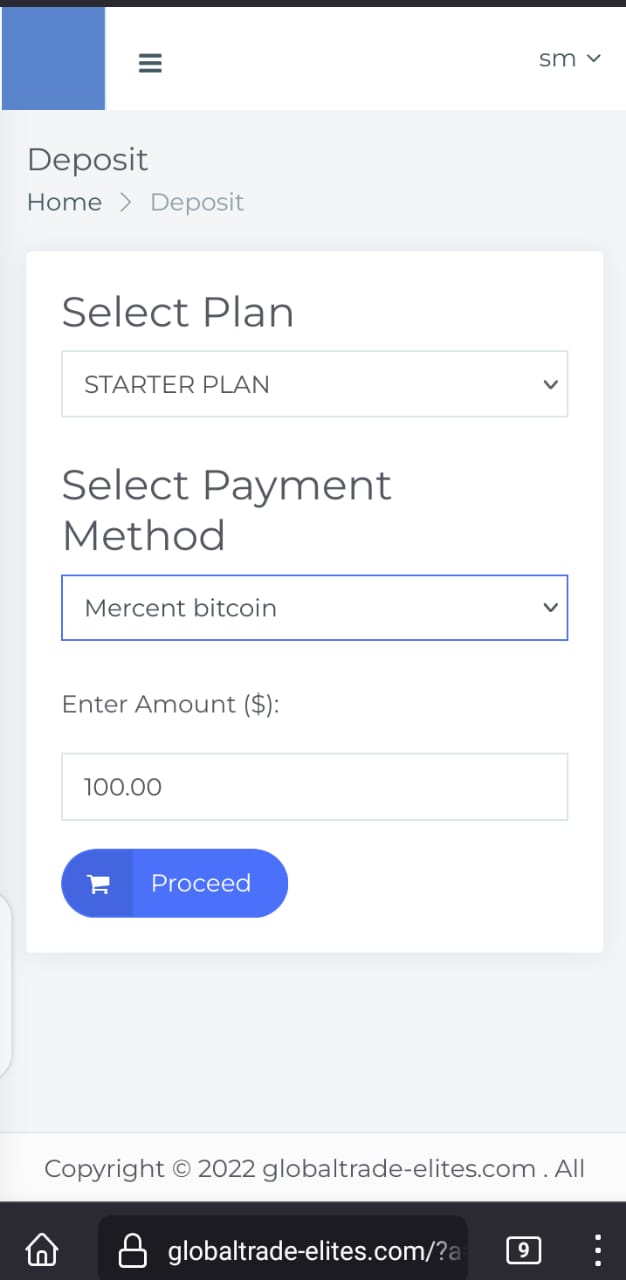 sm
Deposit
Home > Deposit
Select Plan
STARTER PLAN
Select Payment
Method
Mercent bitcoin
Enter Amount ($):
100.00
Proceed
Copyright © 2022 globaltrade-elites.com . All
globaltrade-elites.com/?a
9